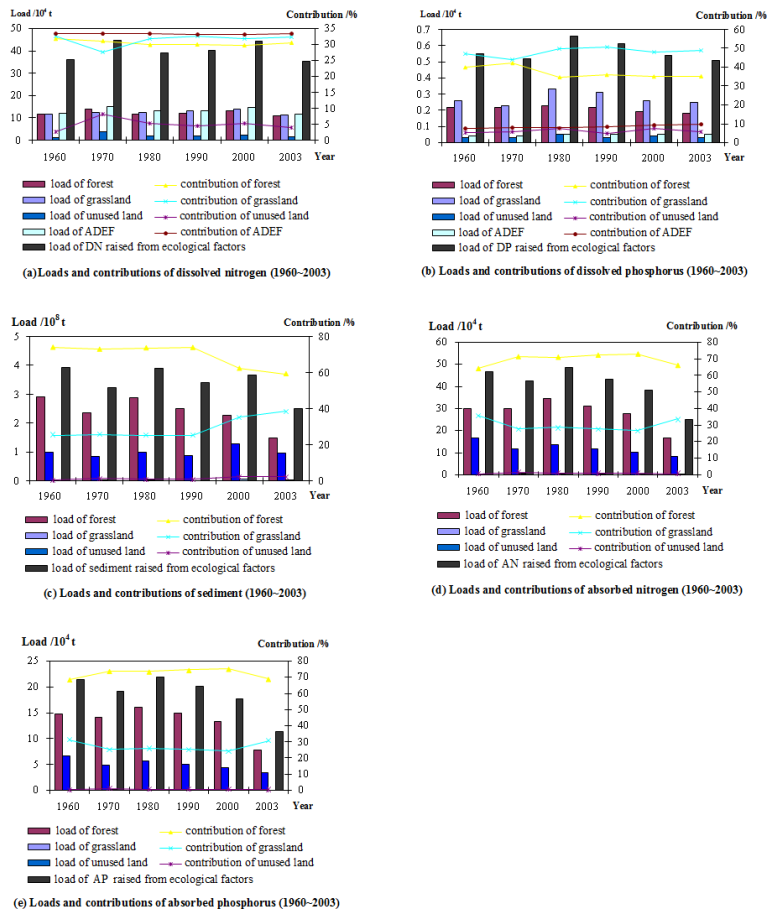 Load /10⁴ t Contribution /%
50 35
40 30
30 25
20 20
10 15
0 10
5
0
1960 1970 1980 1990 2000 2003 Year
load of forest contribution of forest
load of grassland contribution of grassland
load of unused land contribution of unused land
load of ADEF contribution of ADEF
load of DN raised from ecological factors
(a) Loads and contributions of dissolved nitrogen (1960~2003)
Load /10⁴ t Contribution /%
0.7 60
0.6 50
0.5 40
0.4 30
0.3 20
0.2 10
0.1 0
0
1960 1970 1980 1990 2000 2003 Year
load of forest contribution of forest
load of grassland contribution of grassland
load of unused land contribution of unused land
load of ADEF contribution of ADEF
load of DP raised from ecological factors
(b) Loads and contributions of dissolved phosphorus (1960~2003)
Load /10⁸ t Contribution /%
5 80
4 60
3 40
2 20
1 0
0
1960 1970 1980 1990 2000 2003 Year
load of forest contribution of forest
load of grassland contribution of grassland
load of unused land contribution of unused land
load of sediment raised from ecological factors
(c) Loads and contributions of sediment (1960~2003)
Load /10⁴ t Contribution /%
60 80
50 70
40 60
30 50
20 40
10 30
0 20
10
0
1960 1970 1980 1990 2000 2003 Year
load of forest contribution of forest
load of grassland contribution of grassland
load of unused land contribution of unused land
load of AN raised from ecological factors
(d) Loads and contributions of absorbed nitrogen (1960~2003)
Load /10⁴ t Contribution /%
25 80
20 70
15 60
10 50
5 40
0 30
20
10
0
1960 1970 1980 1990 2000 2003 Year
load of forest contribution of forest
load of grassland contribution of grassland
load of unused land contribution of unused land
load of AP raised from ecological factors
(e) Loads and contributions of absorbed phosphorus (1960~2003)